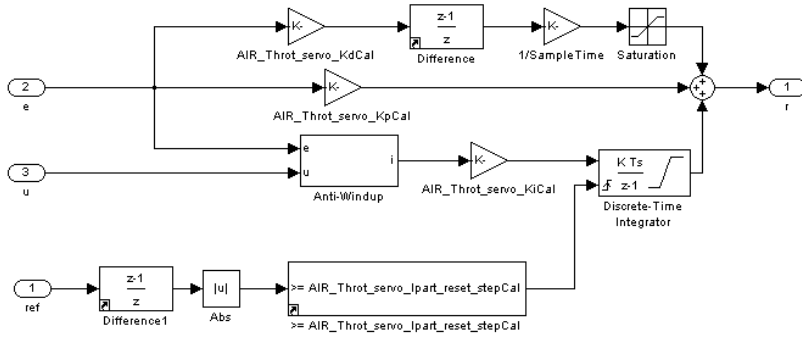 K-
AIR_Throt_servo_KdCal
z-1
z
Difference
K-
1/SampleTime
Saturation
2
e
K-
AIR_Throt_servo_KpCal
+
+
+
1
r
e
u
i
Anti-Windup
K-
AIR_Throt_servo_KiCal
K Ts
z-1
Discrete-Time
Integrator
3
u
1
ref
z-1
z
Difference1
|u|
Abs
>= AIR_Throt_servo_Ipart_reset_stepCal
>= AIR_Throt_servo_Ipart_reset_stepCal